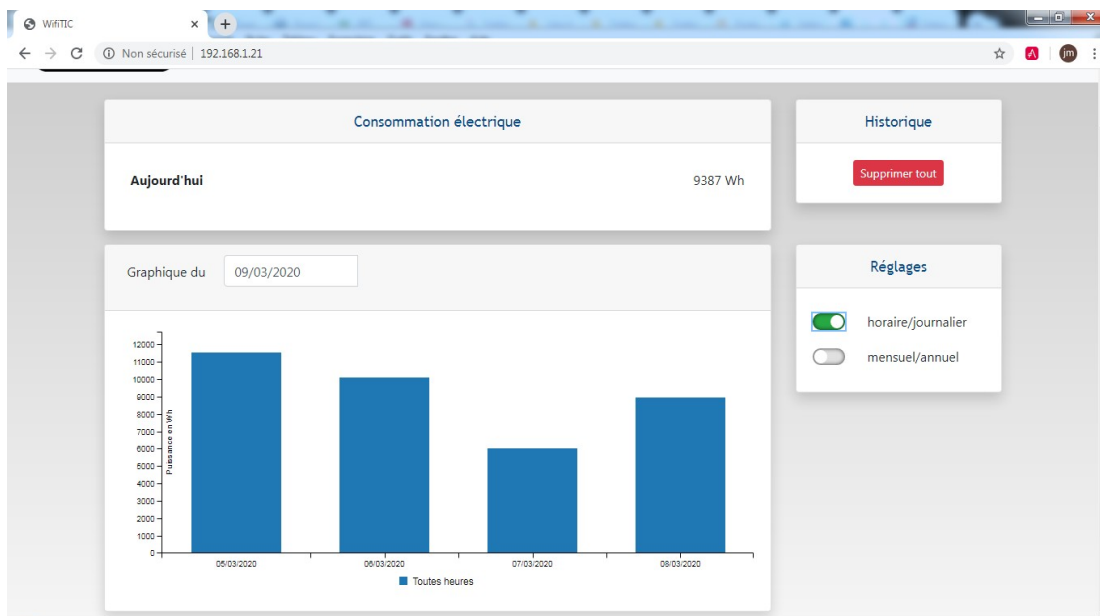 WifiTIC
Non sécurisé | 192.168.1.21
jm
Consommation électrique
Aujourd'hui
9387 Wh
Historique
Supprimer tout
Graphique du
09/03/2020
Réglages
horaire/journalier
mensuel/annuel
12000
11000
10000
9000
8000
7000
6000
5000
4000
3000
2000
1000
0
Puissance en Wh
05/03/2020
06/03/2020
07/03/2020
08/03/2020
Toutes heures